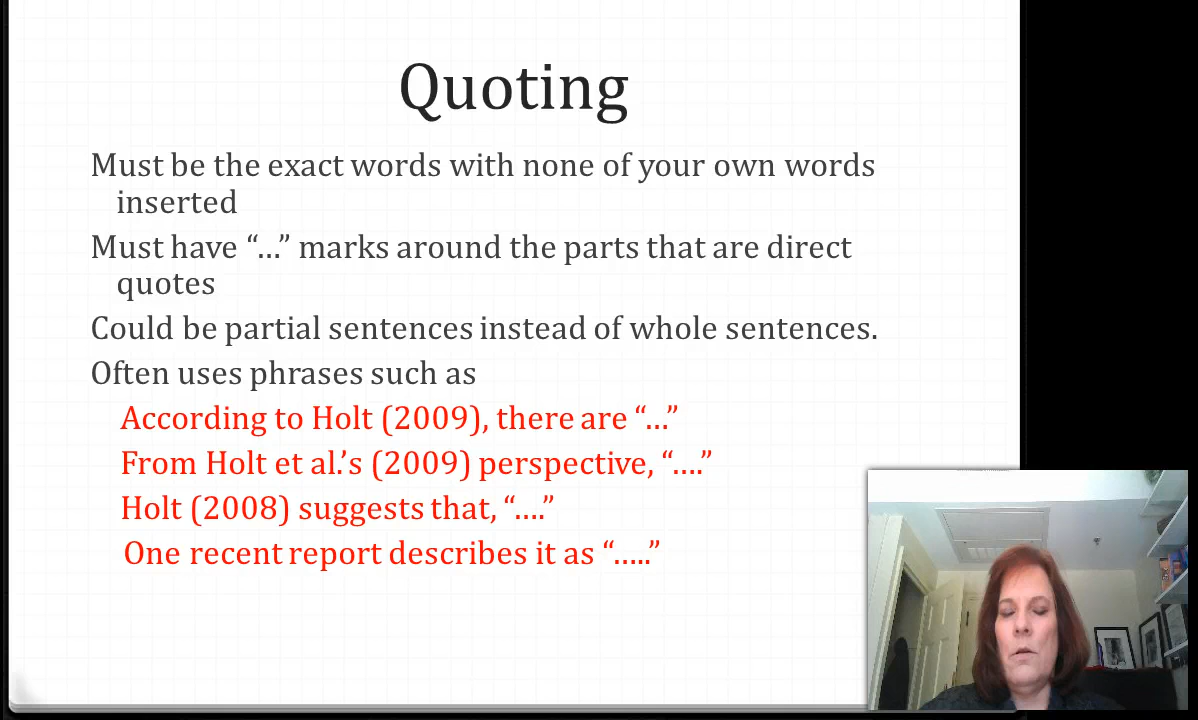 Quoting
Must be the exact words with none of your own words
inserted
Must have “…” marks around the parts that are direct
quotes
Could be partial sentences instead of whole sentences.
Often uses phrases such as
According to Holt (2009), there are “…”
From Holt et al.’s (2009) perspective, “….”
Holt (2008) suggests that, “….”
One recent report describes it as “…..”